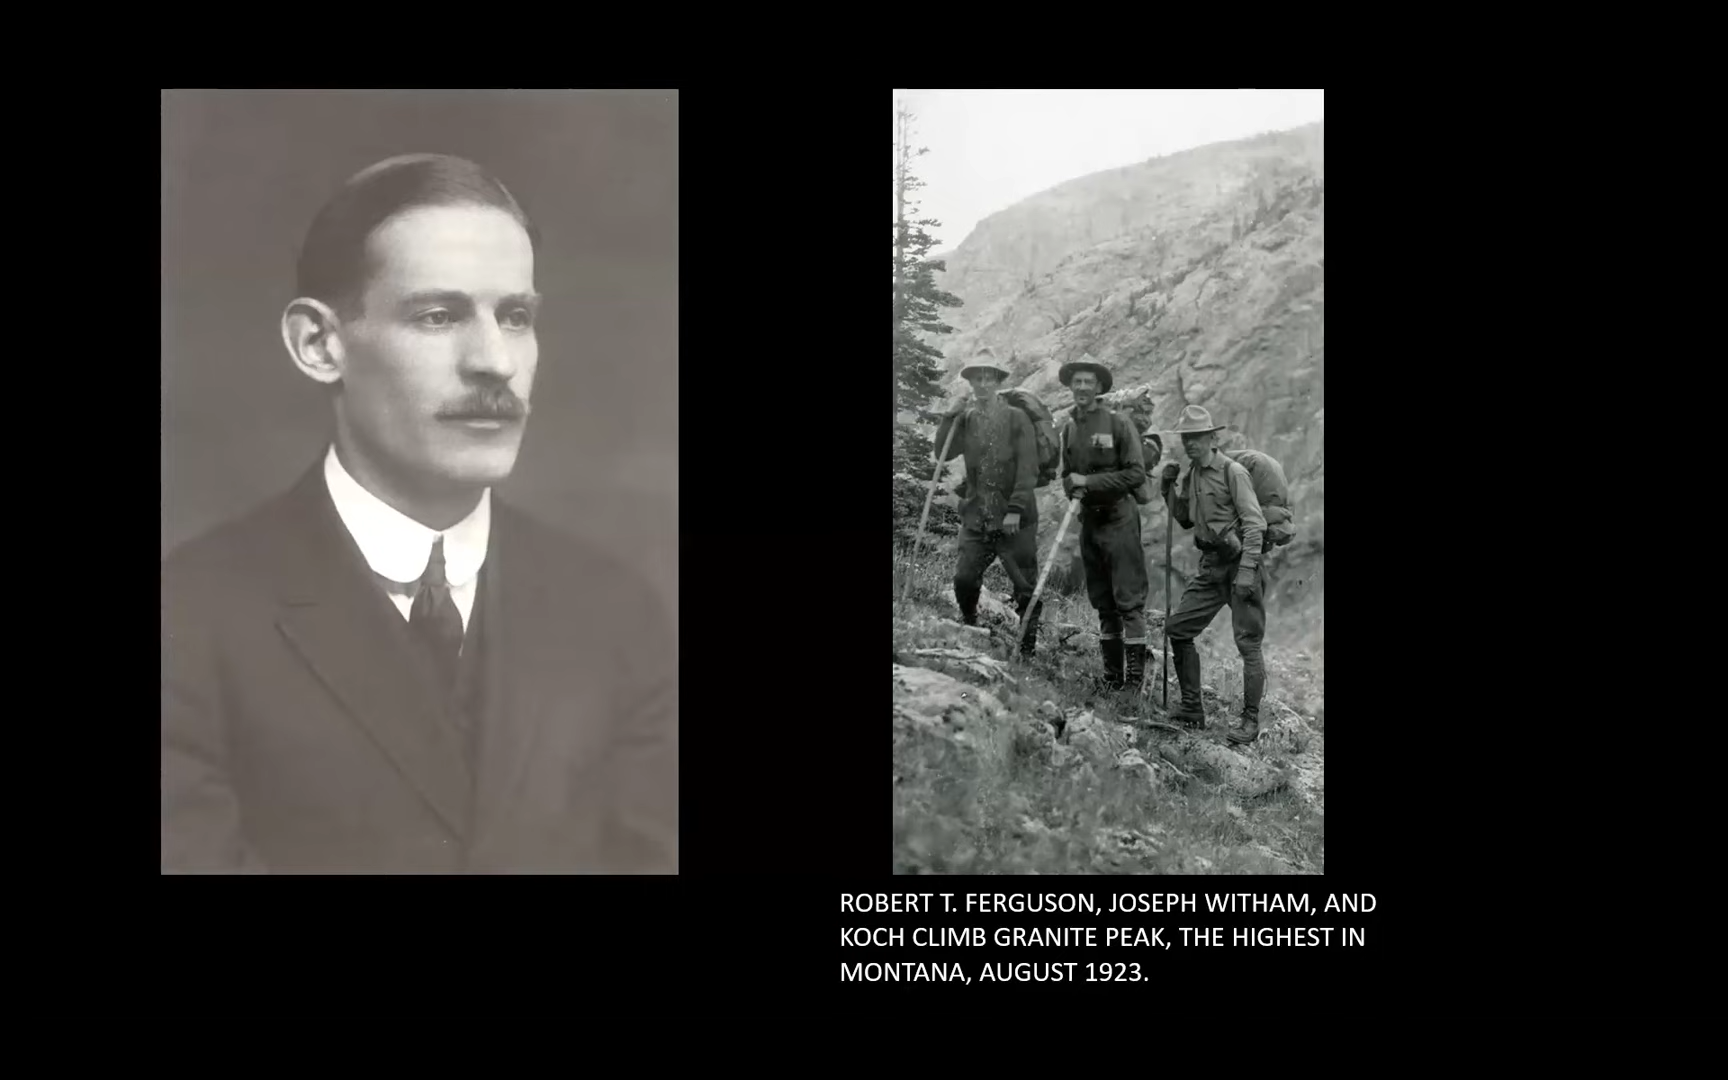 ROBERT T. FERGUSON, JOSEPH WITHAM, AND
KOCH CLIMB GRANITE PEAK, THE HIGHEST IN
MONTANA, AUGUST 1923.